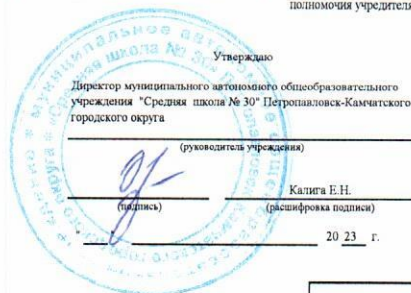 полномочия учредителя
Утверждаю
Директор муниципального автономного общеобразовательного
учреждения "Средняя школа № 30" Петропавловск-Камчатского
городского округа
(руководитель учреждения)
Калига Е.Н.
(подпись) (расшифровка подписи)
" " 20 23 г.